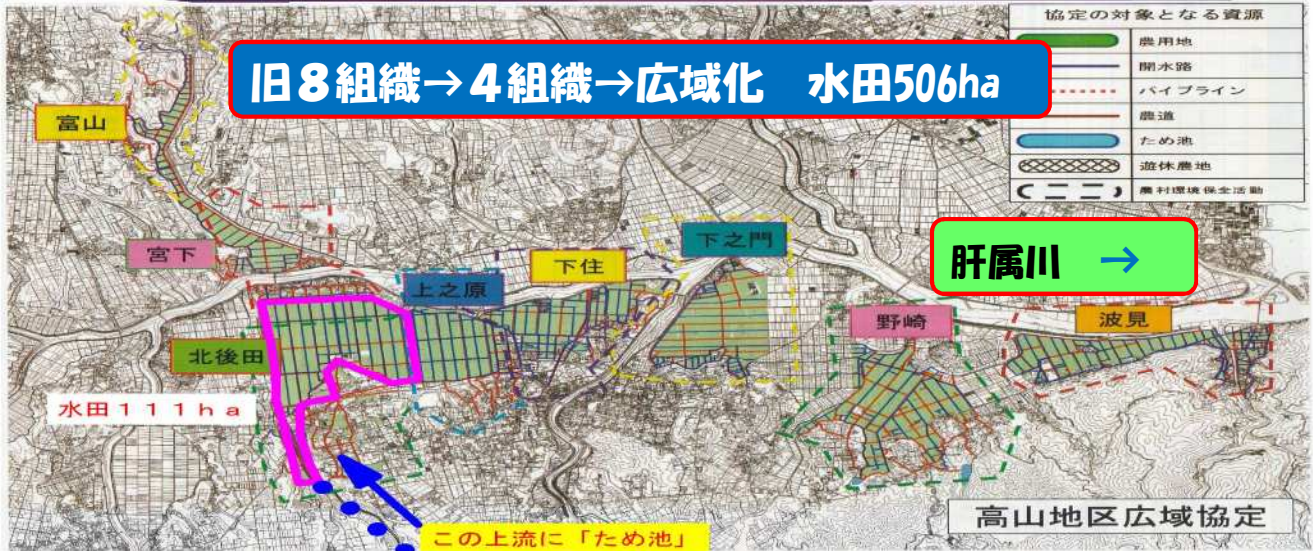 旧８組織→４組織→広域化　水田506ha
協定の対象となる資源
農用地
開水路
パイプライン
農道
ため池
遊休農地
農村環境保全活動
富山
宮下
上之原
下住
下之門
肝属川　→
野崎
波見
北後田
水田１１１ｈａ
この上流に「ため池」
高山地区広域協定